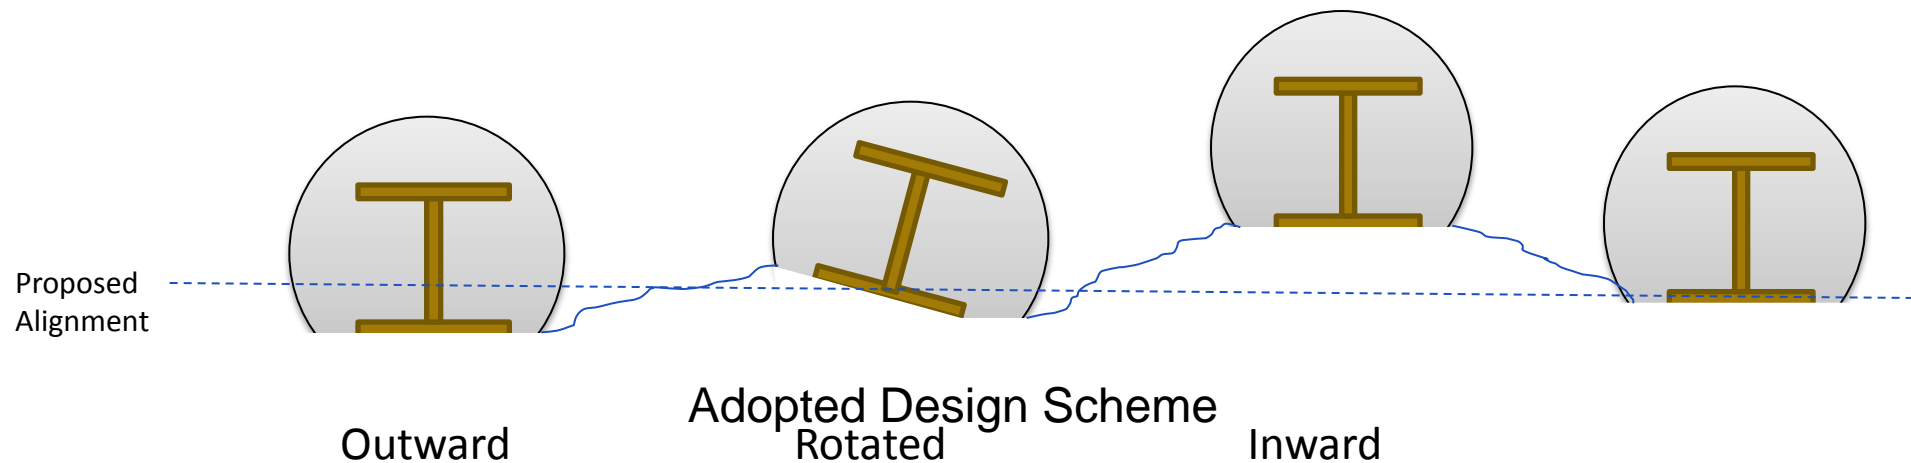 Proposed
Alignment
Adopted Design Scheme
Outward
Rotated
Inward